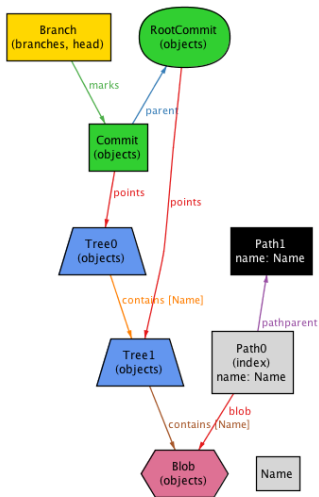 Branch
(branches, head)
RootCommit
(objects)
marks
parent
Commit
(objects)
points
points
Tree0
(objects)
Path1
name: Name
contains [Name]
pathparent
Tree1
(objects)
Path0
(index)
name: Name
blob
contains [Name]
Blob
(objects)
Name